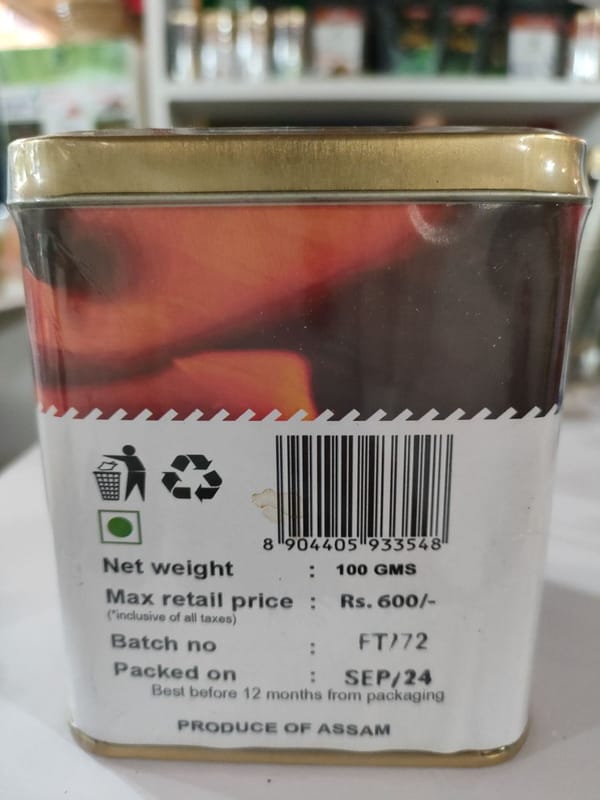 8 904405 933548
Net weight : 100 GMS
Max retail price : Rs. 600/-
(*inclusive of all taxes)
Batch no :
Packed on : SEP/24
Best before 12 months from packaging
PRODUCE OF ASSAM